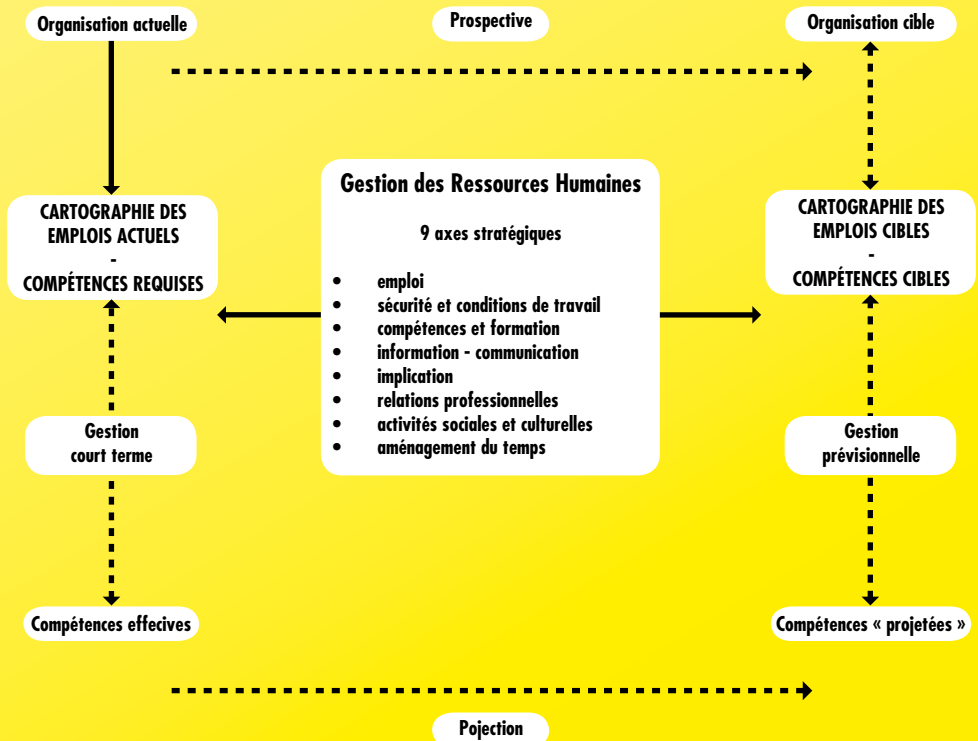 Organisation actuelle
Prospective
Organisation cible
CARTOGRAPHIE DES
EMPLOIS ACTUELS
-
COMPÉTENCES REQUISES
Gestion des Ressources Humaines
9 axes stratégiques
• emploi
• sécurité et conditions de travail
• compétences et formation
• information - communication
• implication
• relations professionnelles
• activités sociales et culturelles
• aménagement du temps
CARTOGRAPHIE DES
EMPLOIS CIBLES
-
COMPÉTENCES CIBLES
Gestion
court terme
Gestion
prévisionnelle
Compétences effecives
Compétences « projetées »
Pojection